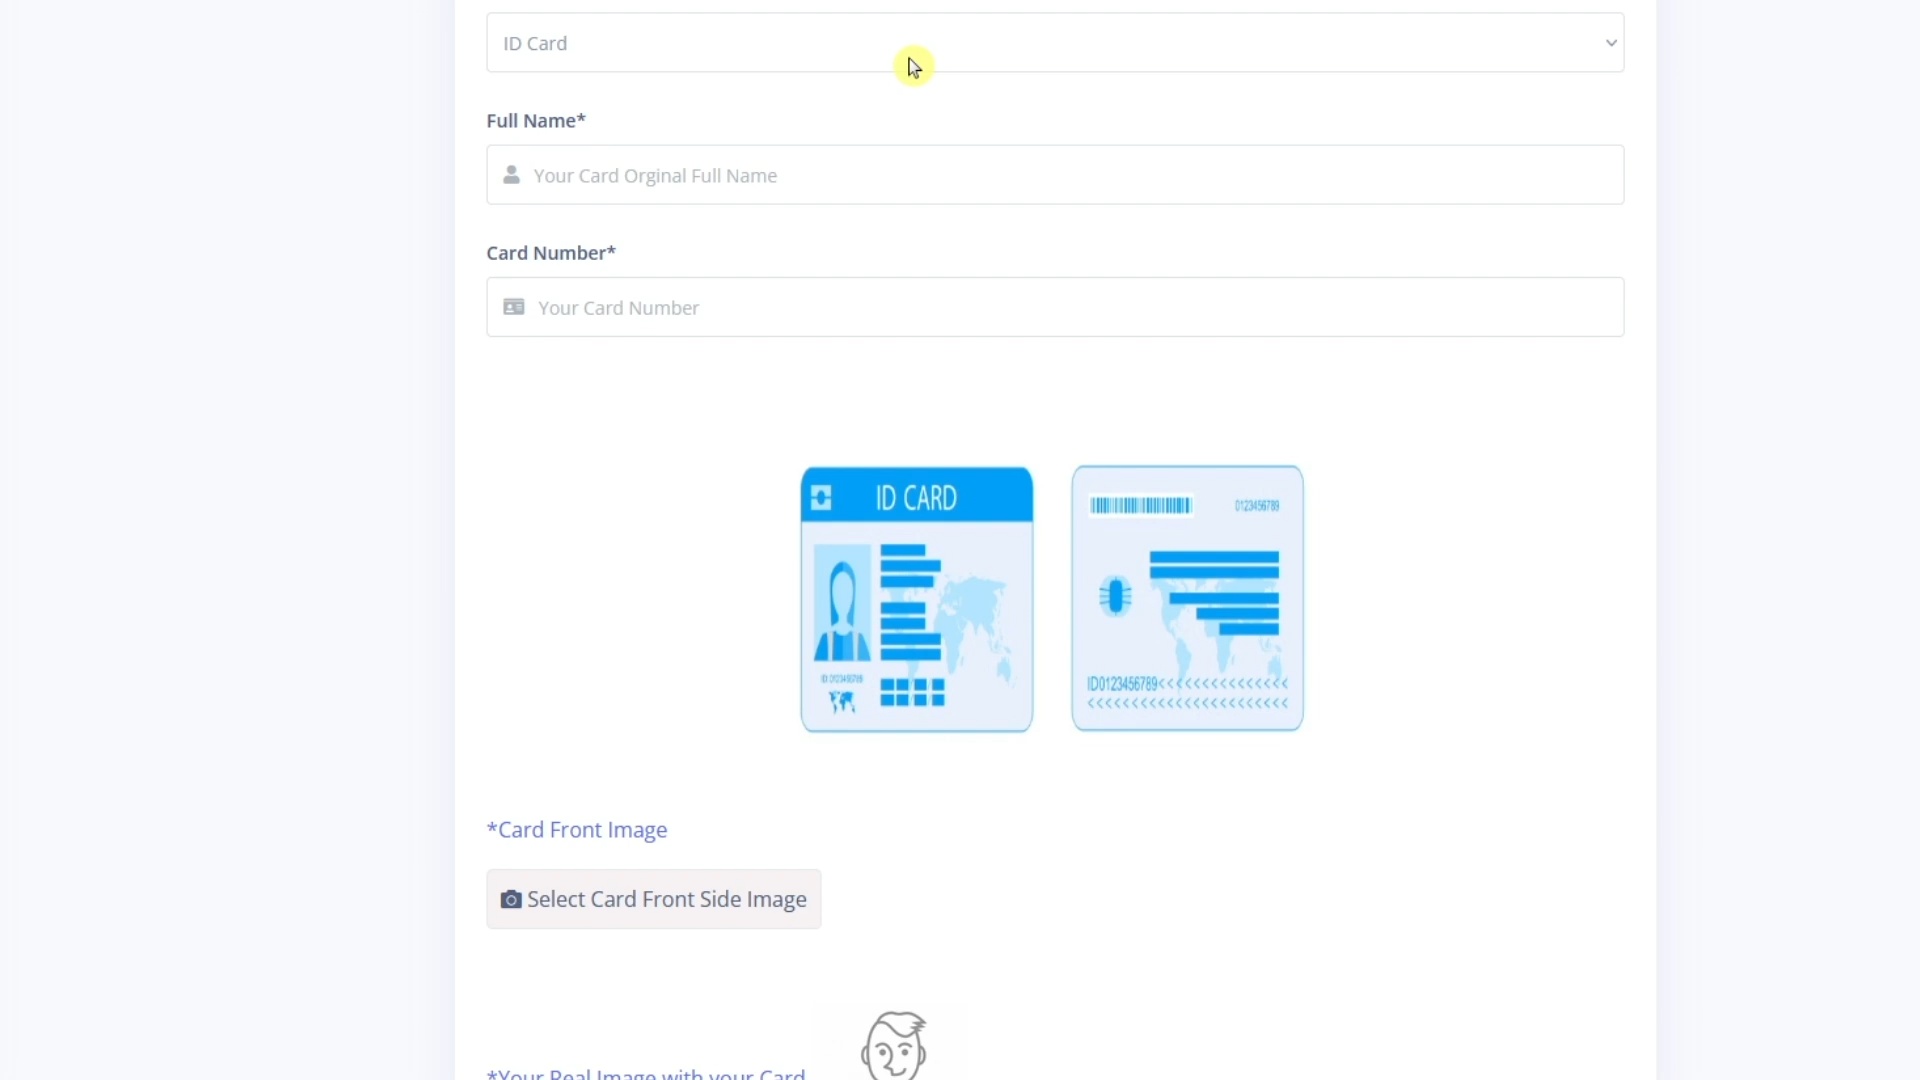 ID Card
Full Name*
Your Card Orginal Full Name
Card Number*
Your Card Number
ID CARD
0123456789
ID0123456789<<<<<<<<<<<<<<<
<<<<<<<<<<<<<<<<<<<<<<<
*Card Front Image
Select Card Front Side Image
*Your Real Image with your Card